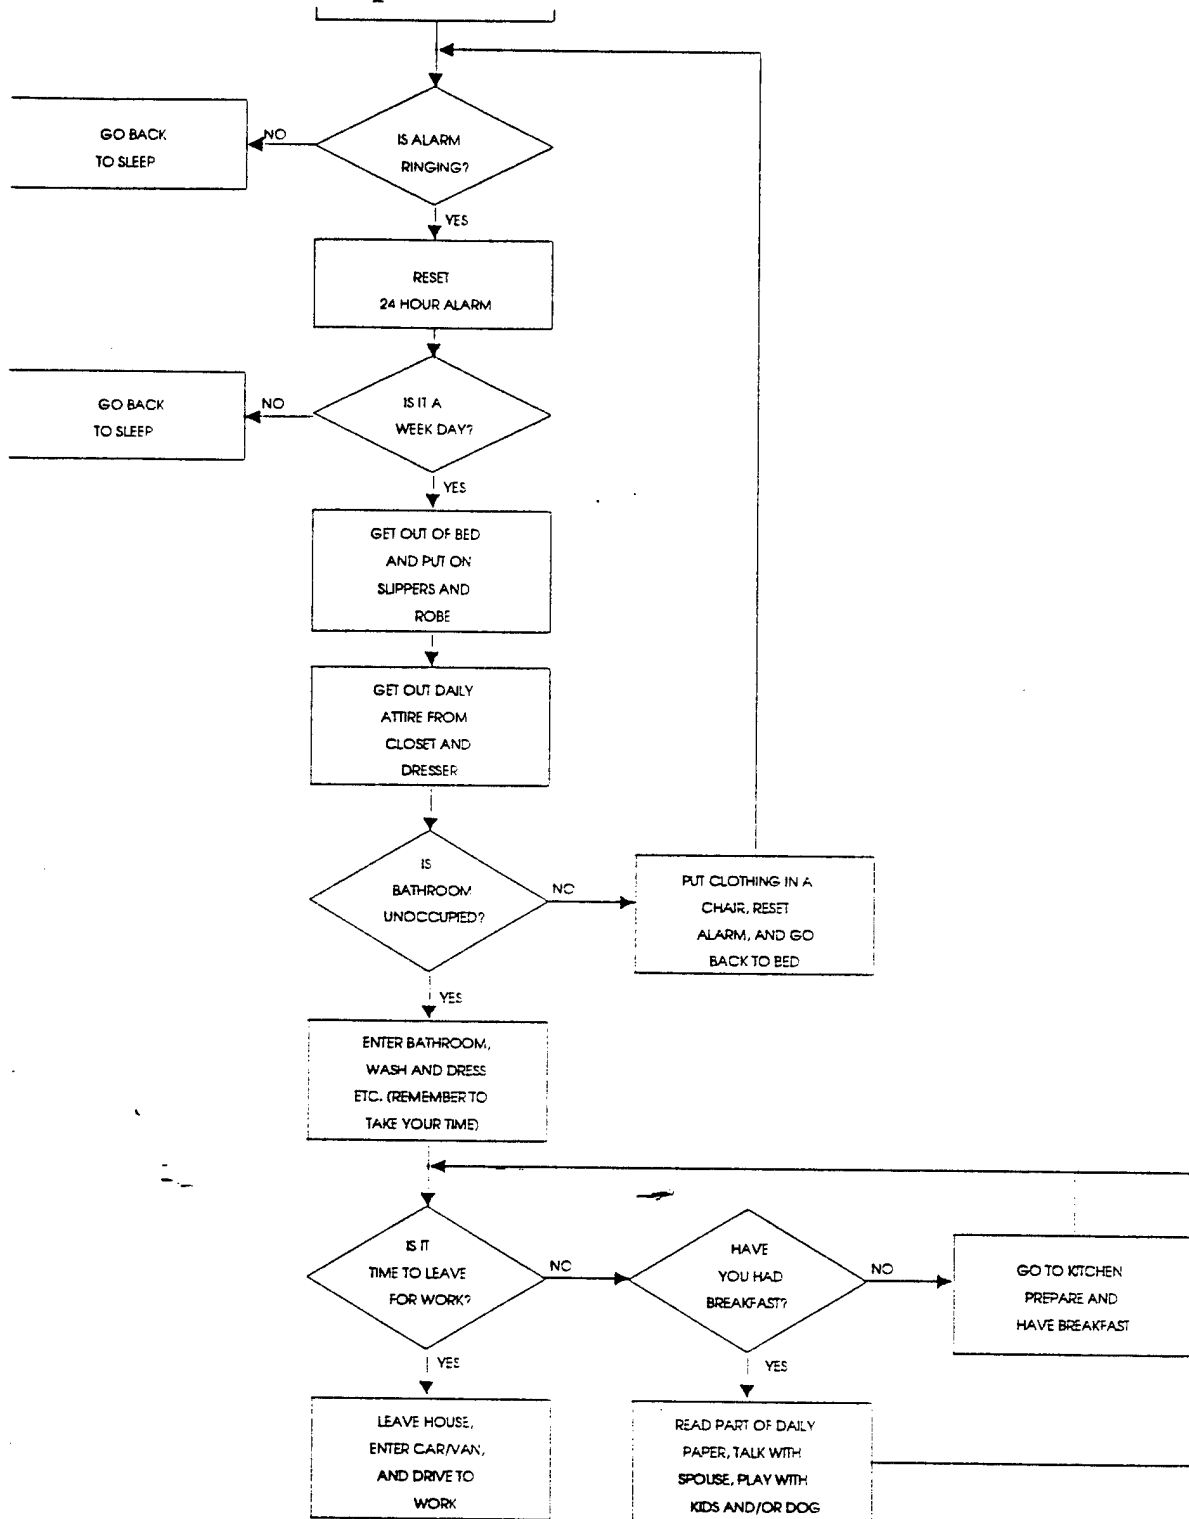 GO BACK
TO SLEEP
NO
IS ALARM
RINGING?
YES
RESET
24 HOUR ALARM
GO BACK
TO SLEEP
NO
IS IT A
WEEK DAY?
YES
GET OUT OF BED
AND PUT ON
SLIPPERS AND
ROBE
GET OUT DAILY
ATTIRE FROM
CLOSET AND
DRESSER
IS
BATHROOM
UNOCCUPIED?
NO
PUT CLOTHING IN A
CHAIR, RESET
ALARM, AND GO
BACK TO BED
YES
ENTER BATHROOM,
WASH AND DRESS
ETC. (REMEMBER TO
TAKE YOUR TIME)
IS IT
TIME TO LEAVE
FOR WORK?
NO
HAVE
YOU HAD
BREAKFAST?
NO
GO TO KITCHEN
PREPARE AND
HAVE BREAKFAST
YES
YES
LEAVE HOUSE,
ENTER CAR/VAN,
AND DRIVE TO
WORK
READ PART OF DAILY
PAPER, TALK WITH
SPOUSE, PLAY WITH
KIDS AND/OR DOG